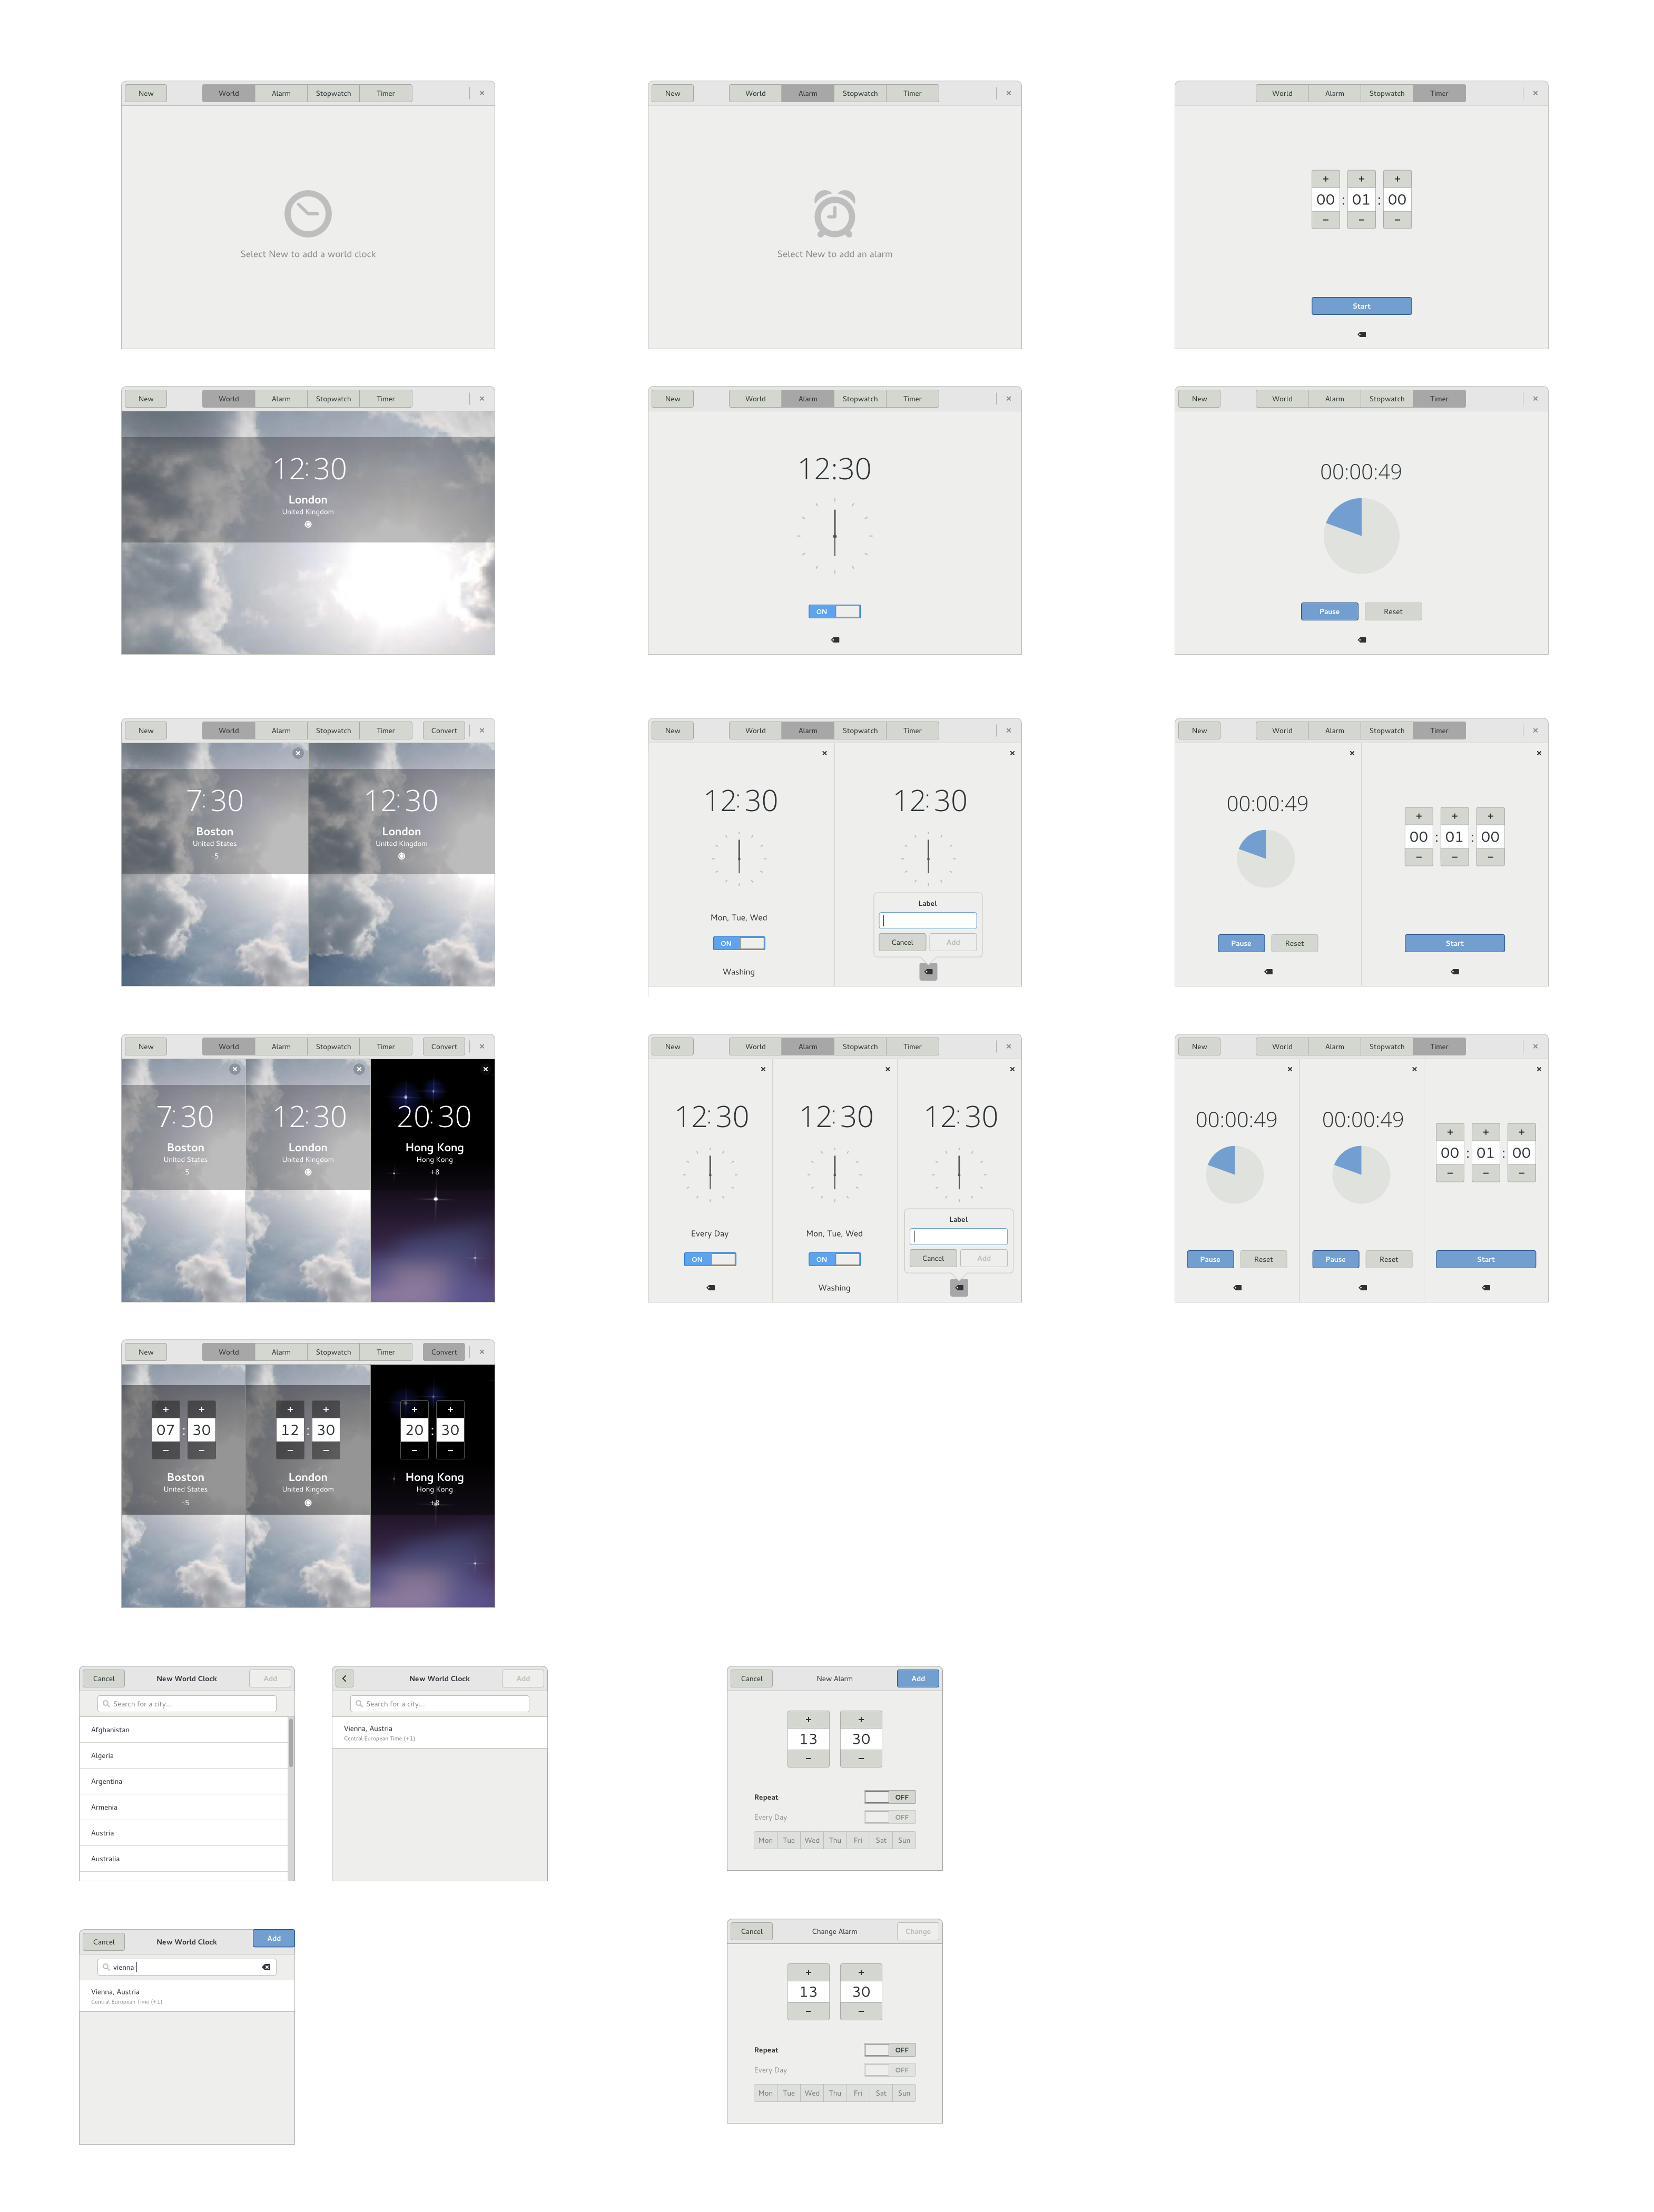 New World Alarm Stopwatch Timer
Select New to add a world clock
New World Alarm Stopwatch Timer
Select New to add an alarm
World Alarm Stopwatch Timer
+ + +
00 : 01 : 00
− − −
Start
New World Alarm Stopwatch Timer
12:30
London
United Kingdom
New World Alarm Stopwatch Timer
12:30
ON
New World Alarm Stopwatch Timer
00:00:49
Pause Reset
New World Alarm Stopwatch Timer Convert
7:30
Boston
United States
-5
12:30
London
United Kingdom
New World Alarm Stopwatch Timer
12:30
Mon, Tue, Wed
ON
Washing
12:30
Label
Cancel Add
New World Alarm Stopwatch Timer
00:00:49
Pause Reset
+ + +
00 : 01 : 00
− − −
Start
New World Alarm Stopwatch Timer Convert
7:30
Boston
United States
-5
12:30
London
United Kingdom
20:30
Hong Kong
Hong Kong
+8
New World Alarm Stopwatch Timer
12:30
Every Day
ON
12:30
Mon, Tue, Wed
ON
Washing
12:30
Label
Cancel Add
New World Alarm Stopwatch Timer
00:00:49
Pause Reset
00:00:49
Pause Reset
+ + +
00 : 01 : 00
− − −
Start
New World Alarm Stopwatch Timer Convert
+ +
07 : 30
− −
Boston
United States
-5
+ +
12 : 30
− −
London
United Kingdom
+ +
20 : 30
− −
Hong Kong
Hong Kong
+8
Cancel New World Clock Add
Search for a city...
Afghanistan
Algeria
Argentina
Armenia
Austria
Australia
New World Clock Add
Search for a city...
Vienna, Austria
Central European Time (+1)
Cancel New Alarm Add
+ +
13 30
− −
Repeat OFF
Every Day OFF
Mon Tue Wed Thu Fri Sat Sun
Cancel New World Clock Add
vienna
Vienna, Austria
Central European Time (+1)
Cancel Change Alarm Change
+ +
13 30
− −
Repeat OFF
Every Day OFF
Mon Tue Wed Thu Fri Sat Sun